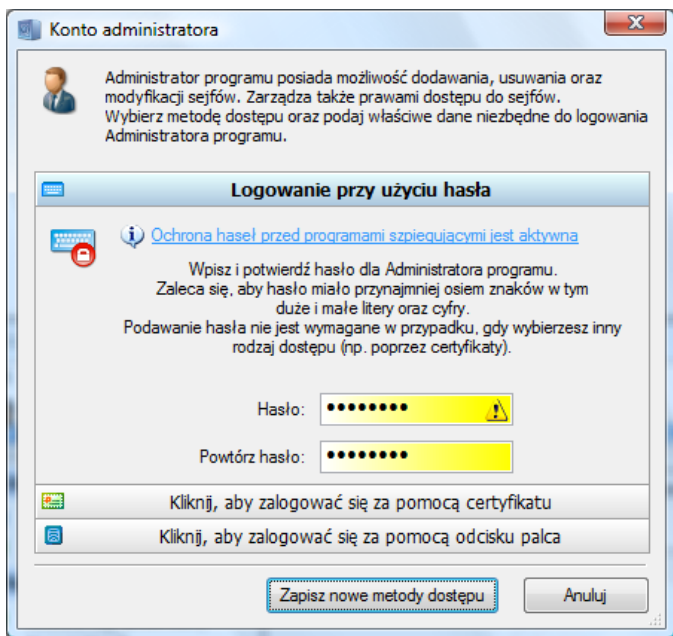 Konto administratora
Administrator programu posiada możliwość dodawania, usuwania oraz
modyfikacji sejfów. Zarządza także prawami dostępu do sejfów.
Wybierz metodę dostępu oraz podaj właściwe dane niezbędne do logowania
Administratora programu.
Logowanie przy użyciu hasła
Ochrona haseł przed programami szpiegującymi jest aktywna
Wpisz i potwierdź hasło dla Administratora programu.
Zaleca się, aby hasło miało przynajmniej osiem znaków w tym
duże i małe litery oraz cyfry.
Podawanie hasła nie jest wymagane w przypadku, gdy wybierzesz inny
rodzaj dostępu (np. poprzez certyfikaty).
Hasło: ••••••••
Powtórz hasło: ••••••••
Kliknij, aby zalogować się za pomocą certyfikatu
Kliknij, aby zalogować się za pomocą odcisku palca
Zapisz nowe metody dostępu Anuluj